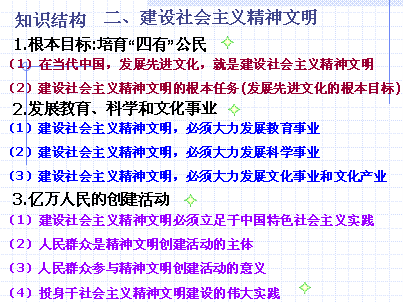 知识结构 二、建设社会主义精神文明
1.根本目标:培育“四有”公民
(1) 在当代中国，发展先进文化，就是建设社会主义精神文明
(2) 建设社会主义精神文明的根本任务(发展先进文化的根本目标)
2.发展教育、科学和文化事业
(1) 建设社会主义精神文明，必须大力发展教育事业
(2) 建设社会主义精神文明，必须大力发展科学事业
(3) 建设社会主义精神文明，必须大力发展文化事业和文化产业
3.亿万人民的创建活动
(1) 建设社会主义精神文明必须立足于中国特色社会主义实践
(2) 人民群众是精神文明创建活动的主体
(3) 人民群众参与精神文明创建活动的意义
(4) 投身于社会主义精神文明建设的伟大实践